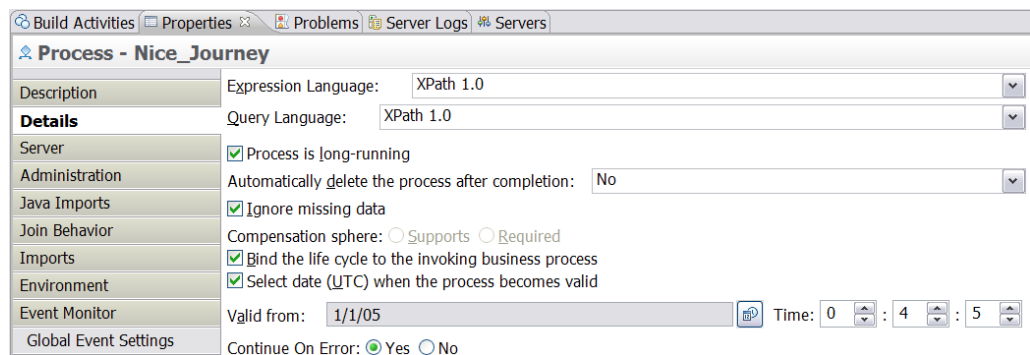 Build Activities Properties Problems Server Logs Servers
Process - Nice_Journey
Description
Details
Server
Administration
Java Imports
Join Behavior
Imports
Environment
Event Monitor
Global Event Settings
Expression Language: XPath 1.0
Query Language: XPath 1.0
Process is long-running
Automatically delete the process after completion: No
Ignore missing data
Compensation sphere: Supports Required
Bind the life cycle to the invoking business process
Select date (UTC) when the process becomes valid
Valid from: 1/1/05 Time: 0 : 4 : 5
Continue On Error: Yes No